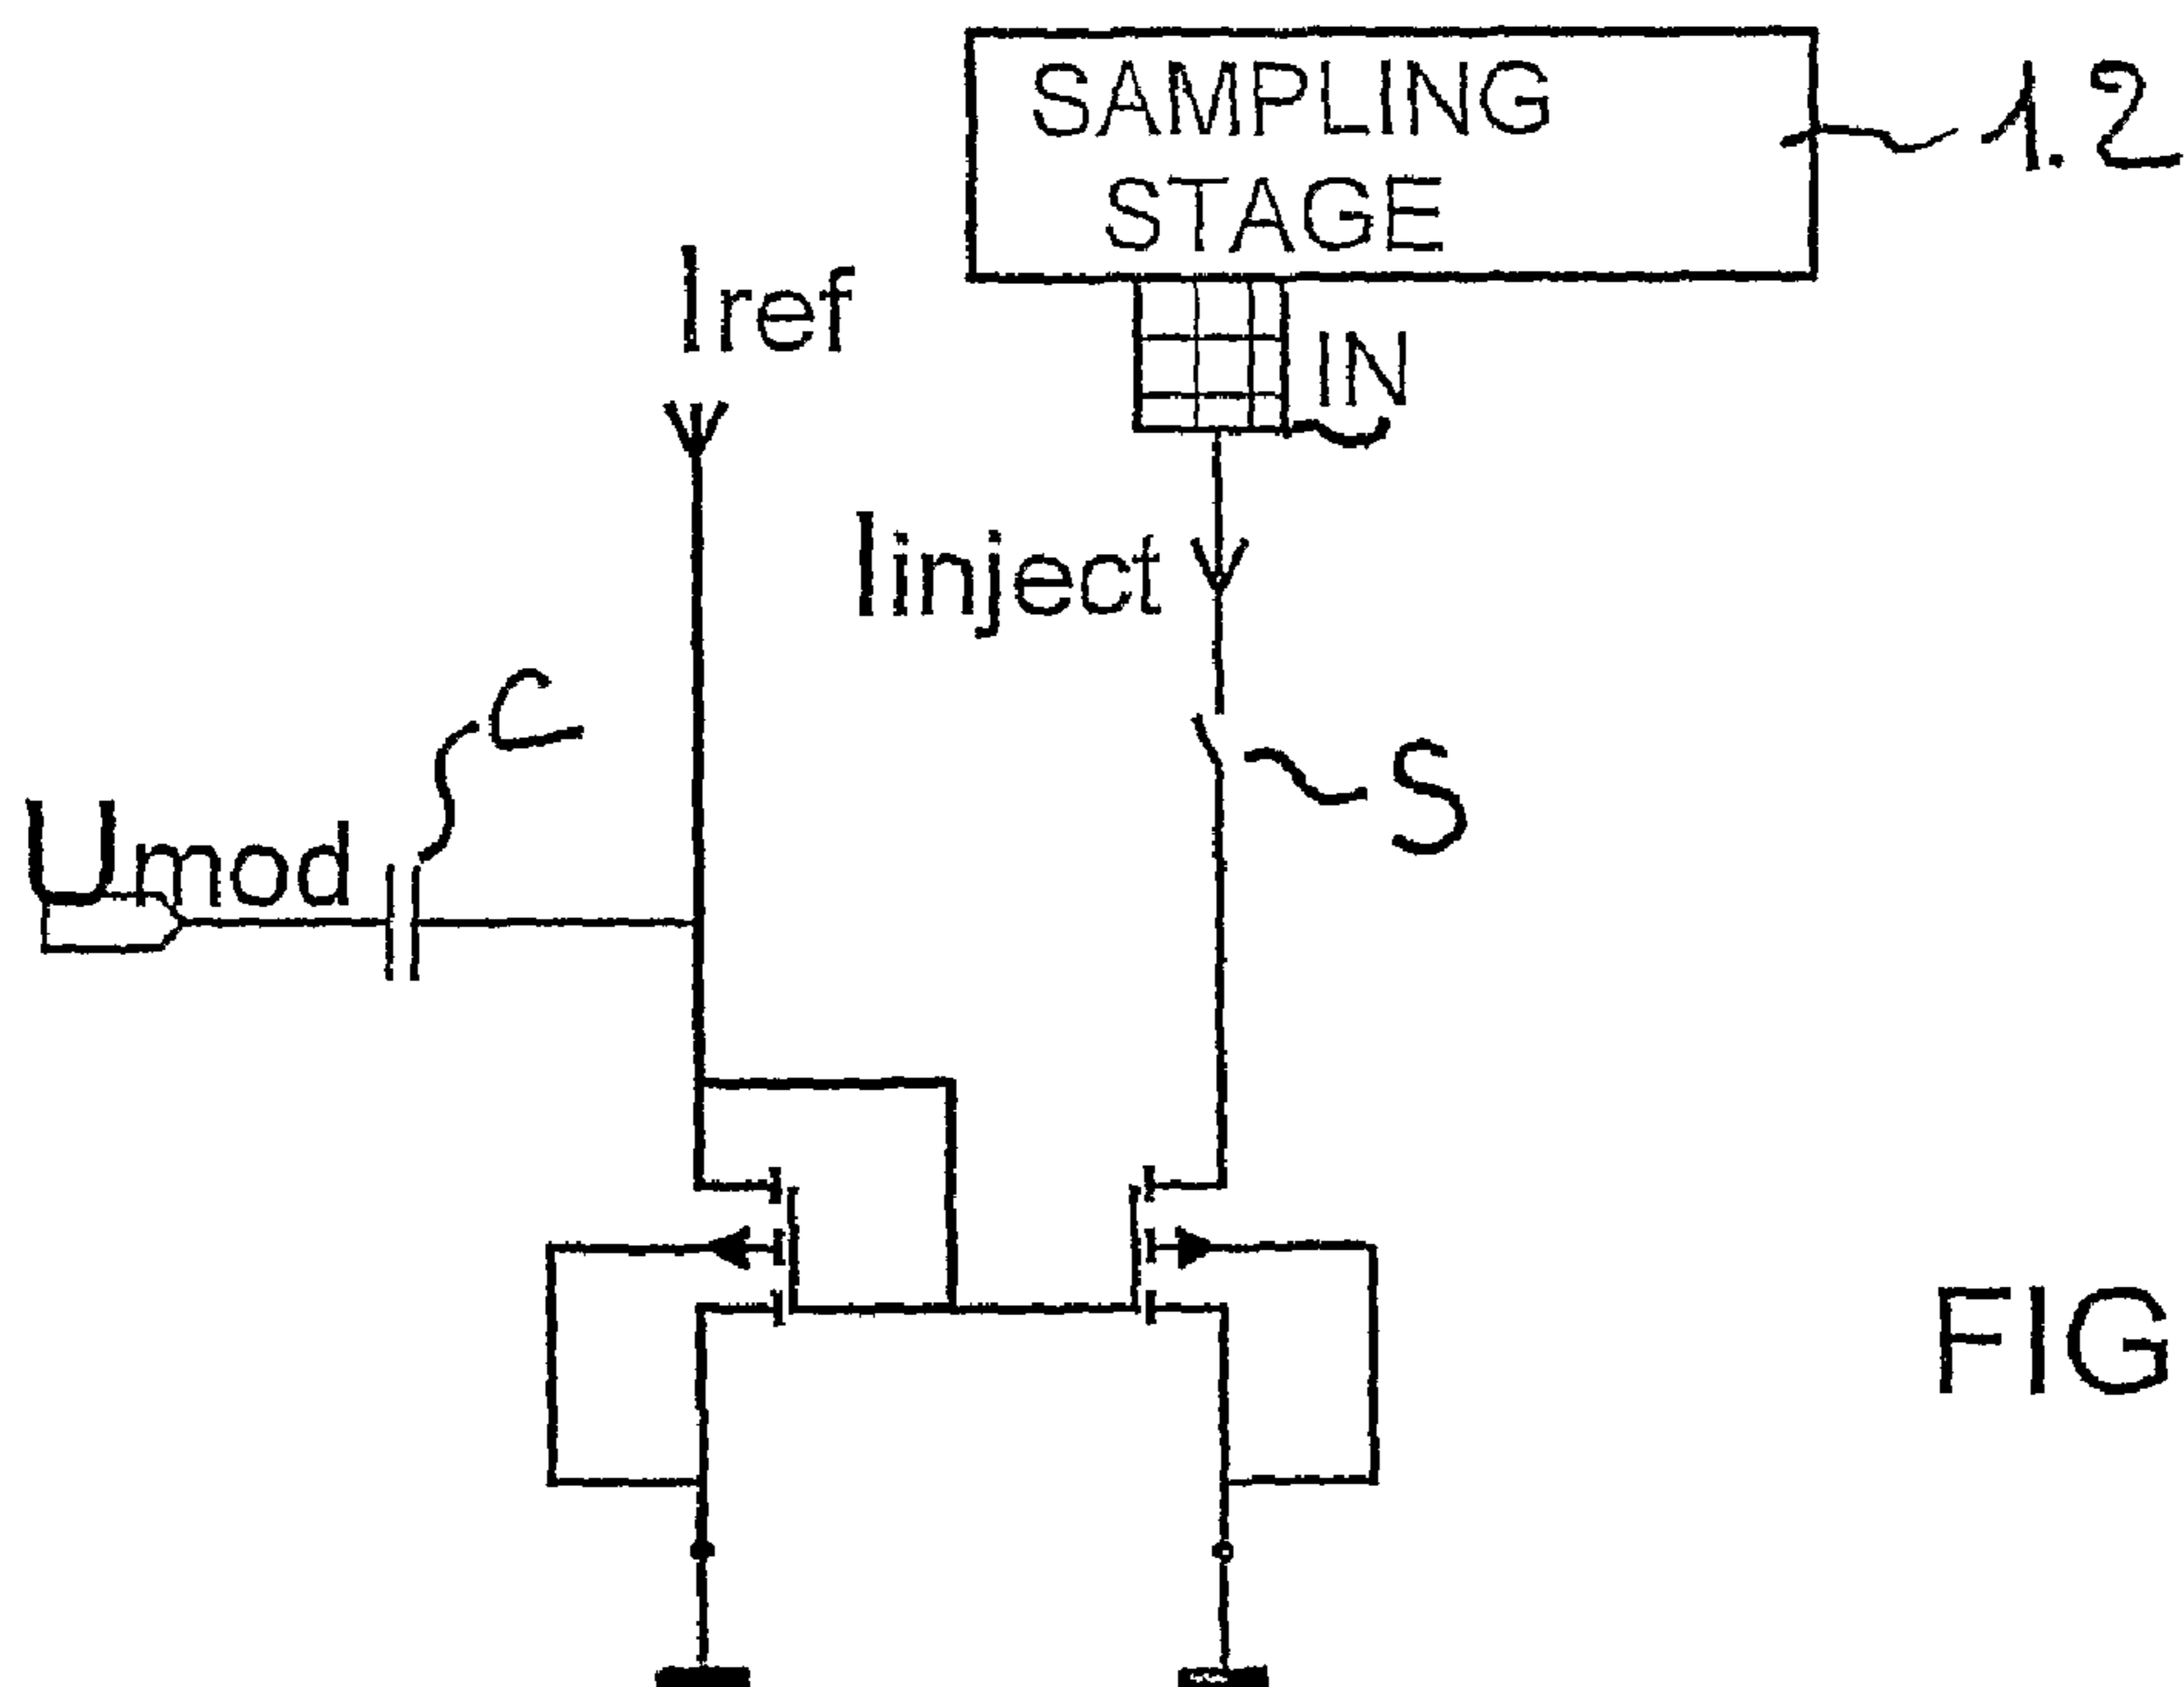 SAMPLING
STAGE
1.2
Iref
IN
Iinject
C
S
Umod
FIG